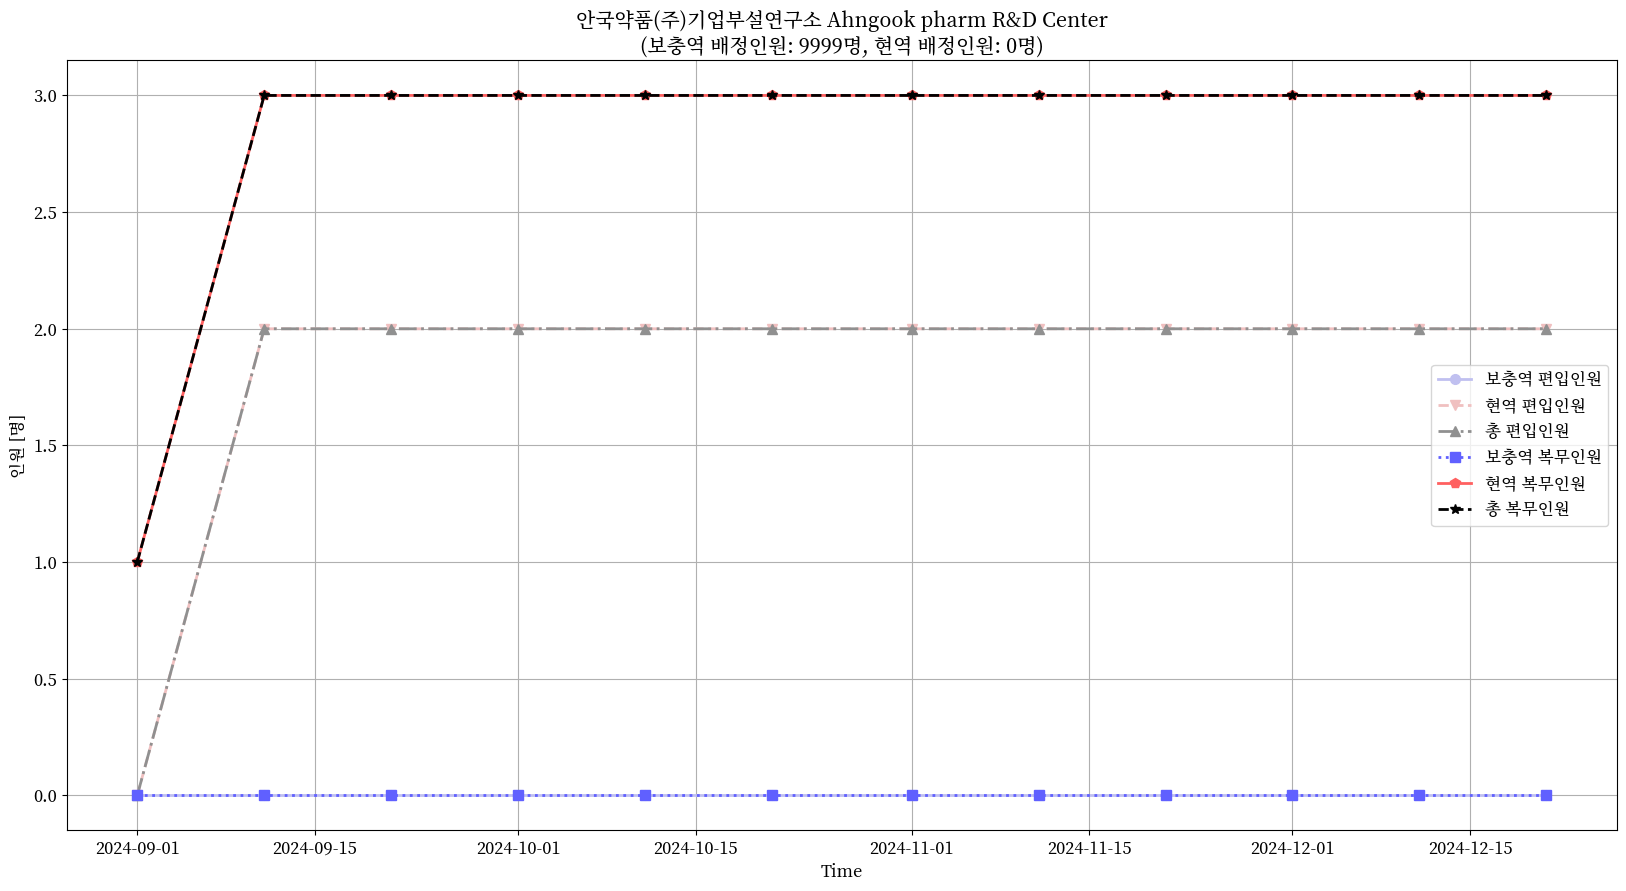 안국약품(주)기업부설연구소 Ahngook pharm R&D Center
(보충역 배정인원: 9999명, 현역 배정인원: 0명)
인원 [명]
3.0
2.5
2.0
1.5
1.0
0.5
0.0
보충역 편입인원
현역 편입인원
총 편입인원
보충역 복무인원
현역 복무인원
총 복무인원
2024-09-01 2024-09-15 2024-10-01 2024-10-15 2024-11-01 2024-11-15 2024-12-01 2024-12-15
Time